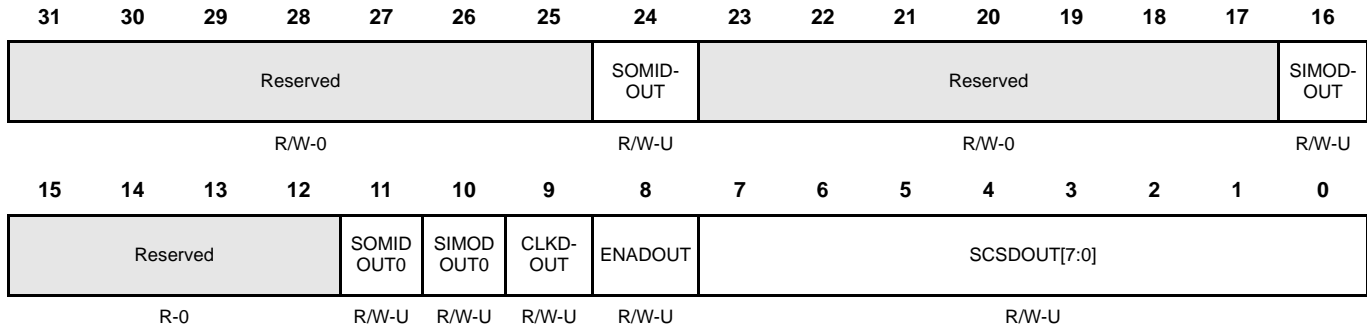 31 30 29 28 27 26 25 24 23 22 21 20 19 18 17 16
Reserved SOMID-OUT Reserved SIMOD-OUT
R/W-0 R/W-U R/W-0 R/W-U
15 14 13 12 11 10 9 8 7 6 5 4 3 2 1 0
Reserved SOMID OUT0 SIMOD OUT0 CLKD-OUT ENADOUT SCSDOUT[7:0]
R-0 R/W-U R/W-U R/W-U R/W-U R/W-U